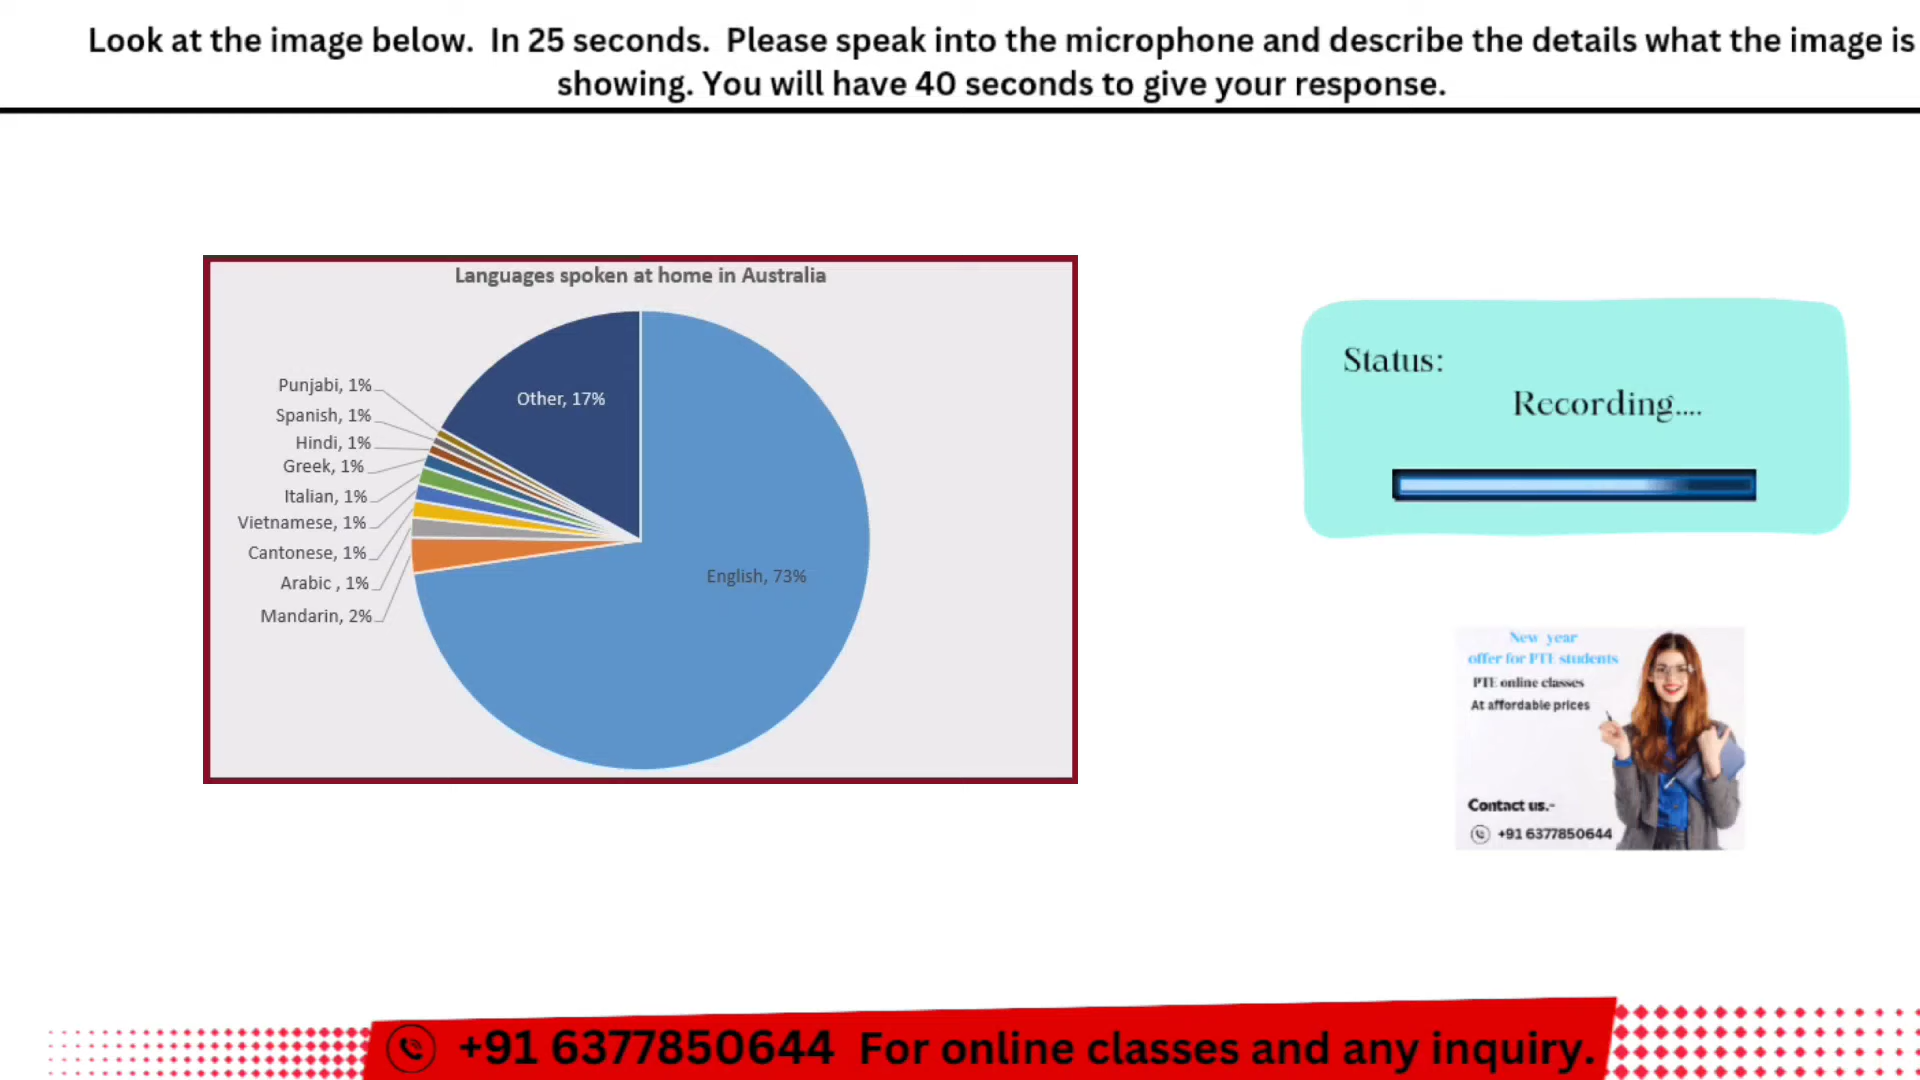 Look at the image below. In 25 seconds. Please speak into the microphone and describe the details what the image is
showing. You will have 40 seconds to give your response.
Languages spoken at home in Australia
Punjabi, 1%
Spanish, 1%
Hindi, 1%
Greek, 1%
Italian, 1%
Vietnamese, 1%
Cantonese, 1%
Arabic , 1%
Mandarin, 2%
Other, 17%
English, 73%
Status:
Recording....
New year
offer for PTE students
PTE online classes
At affordable prices
Contact us.-
+91 6377850644
+91 6377850644 For online classes and any inquiry.